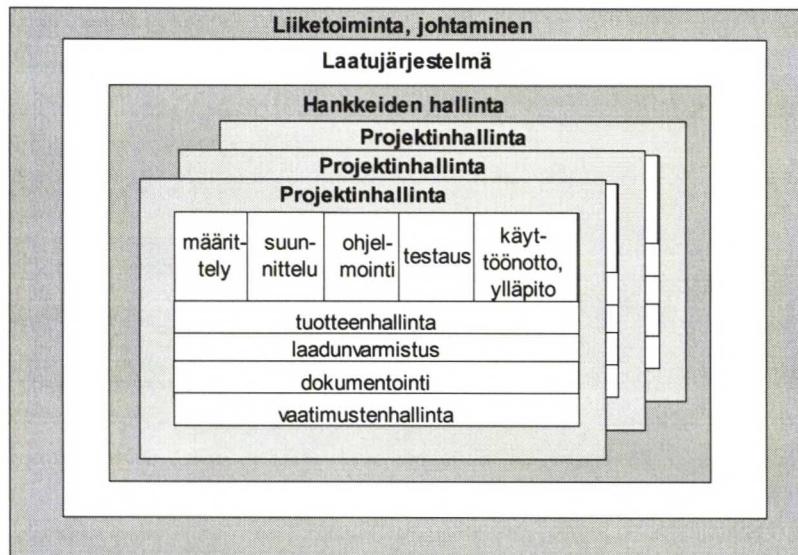 Liiketoiminta, johtaminen
Laatujärjestelmä
Hankkeiden hallinta
Projektinhallinta
Projektinhallinta
Projektinhallinta
määrit-
tely
suun-
nittelu
ohjel-
mointi
testaus
käyt-
töönotto,
ylläpito
tuotteenhallinta
laadunvarmistus
dokumentointi
vaatimustenhallinta